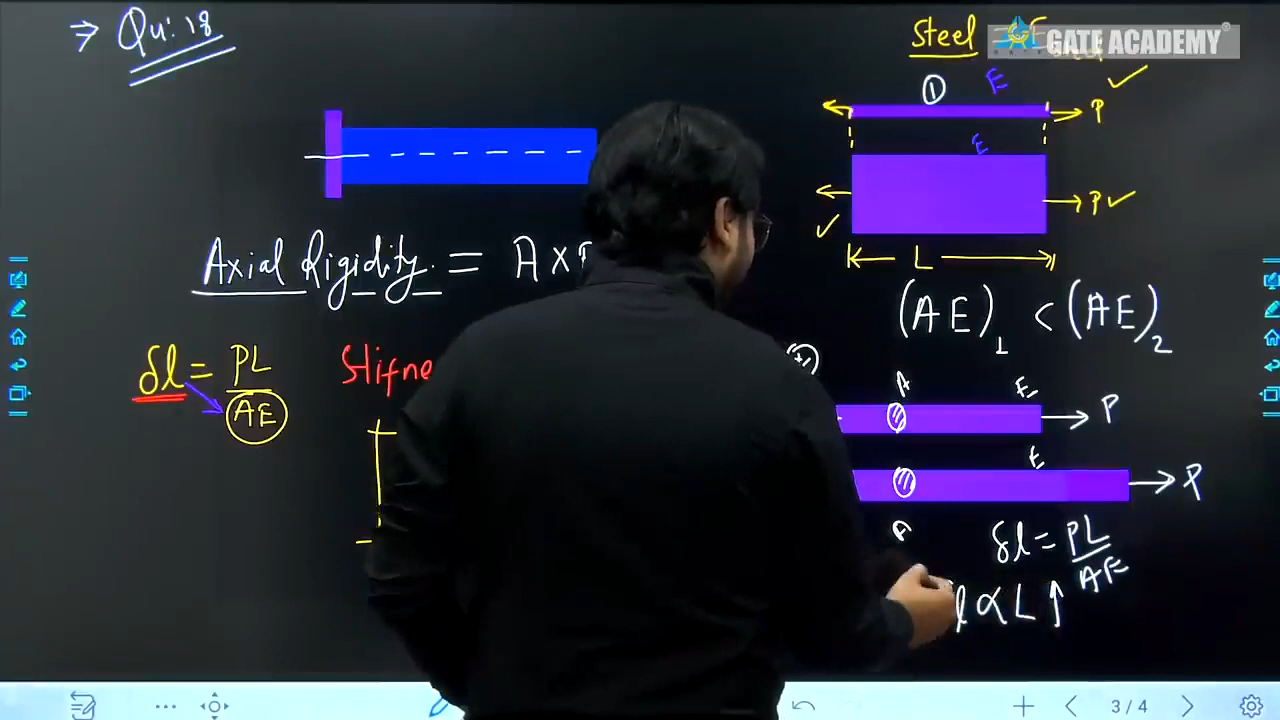 ⇒ Qu: 18
Steel
GATE ACADEMY®
① E ✓
P
E
P ✓
✓
L
Axial Rigidity =
(AE)₁ < (AE)₂
δl = PL
AE
A E
P
E
P
A
δl = PL
AE
∝ L ↑
3 / 4